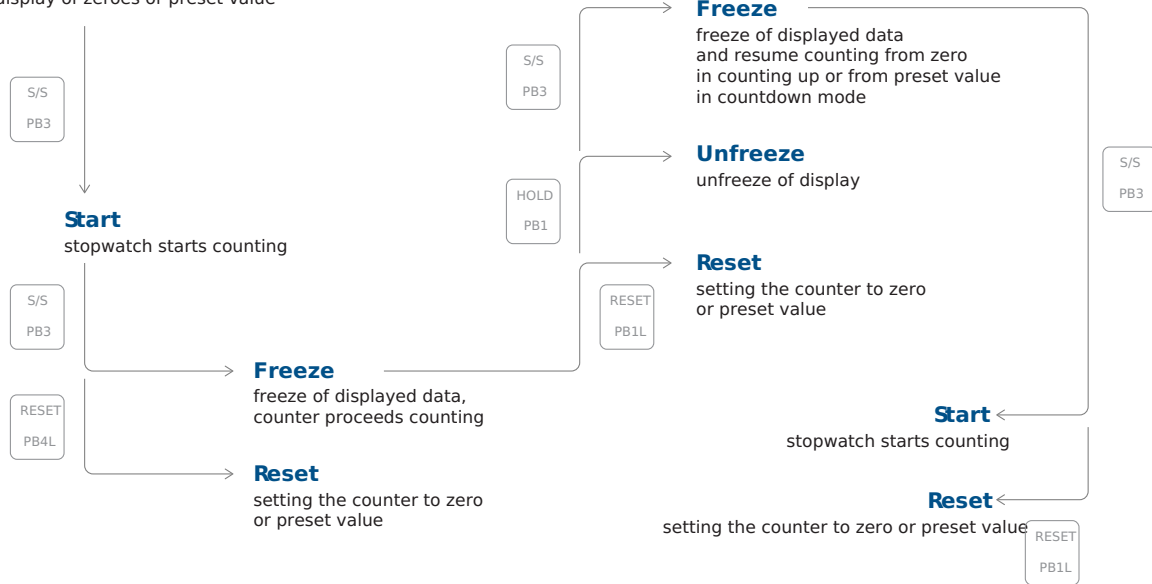 display of zeroes or preset value
S/S
PB3
Start
stopwatch starts counting
S/S
PB3
RESET
PB4L
Freeze
freeze of displayed data,
counter proceeds counting
Reset
setting the counter to zero
or preset value
S/S
PB3
HOLD
PB1
RESET
PB1L
Freeze
freeze of displayed data
and resume counting from zero
in counting up or from preset value
in countdown mode
Unfreeze
unfreeze of display
Reset
setting the counter to zero
or preset value
S/S
PB3
Start
stopwatch starts counting
Reset
setting the counter to zero or preset value
RESET
PB1L